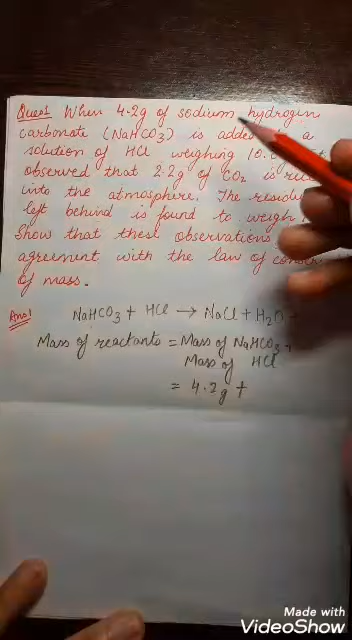 Ques! When 4.2g of sodium hydrogen
carbonate (NaHCO3) is added a
solution of HCl weighing 10.
observed that 2.2g of CO2 is
into the atmosphere. The residue
left behind is found to weigh
Show that these observations
agreement with the law of
of mass.
Ans! NaHCO3 + HCl → NaCl + H2O
Mass of reactants = Mass of NaHCO3 +
Mass of HCl
= 4.2g +
Made with
VideoShow